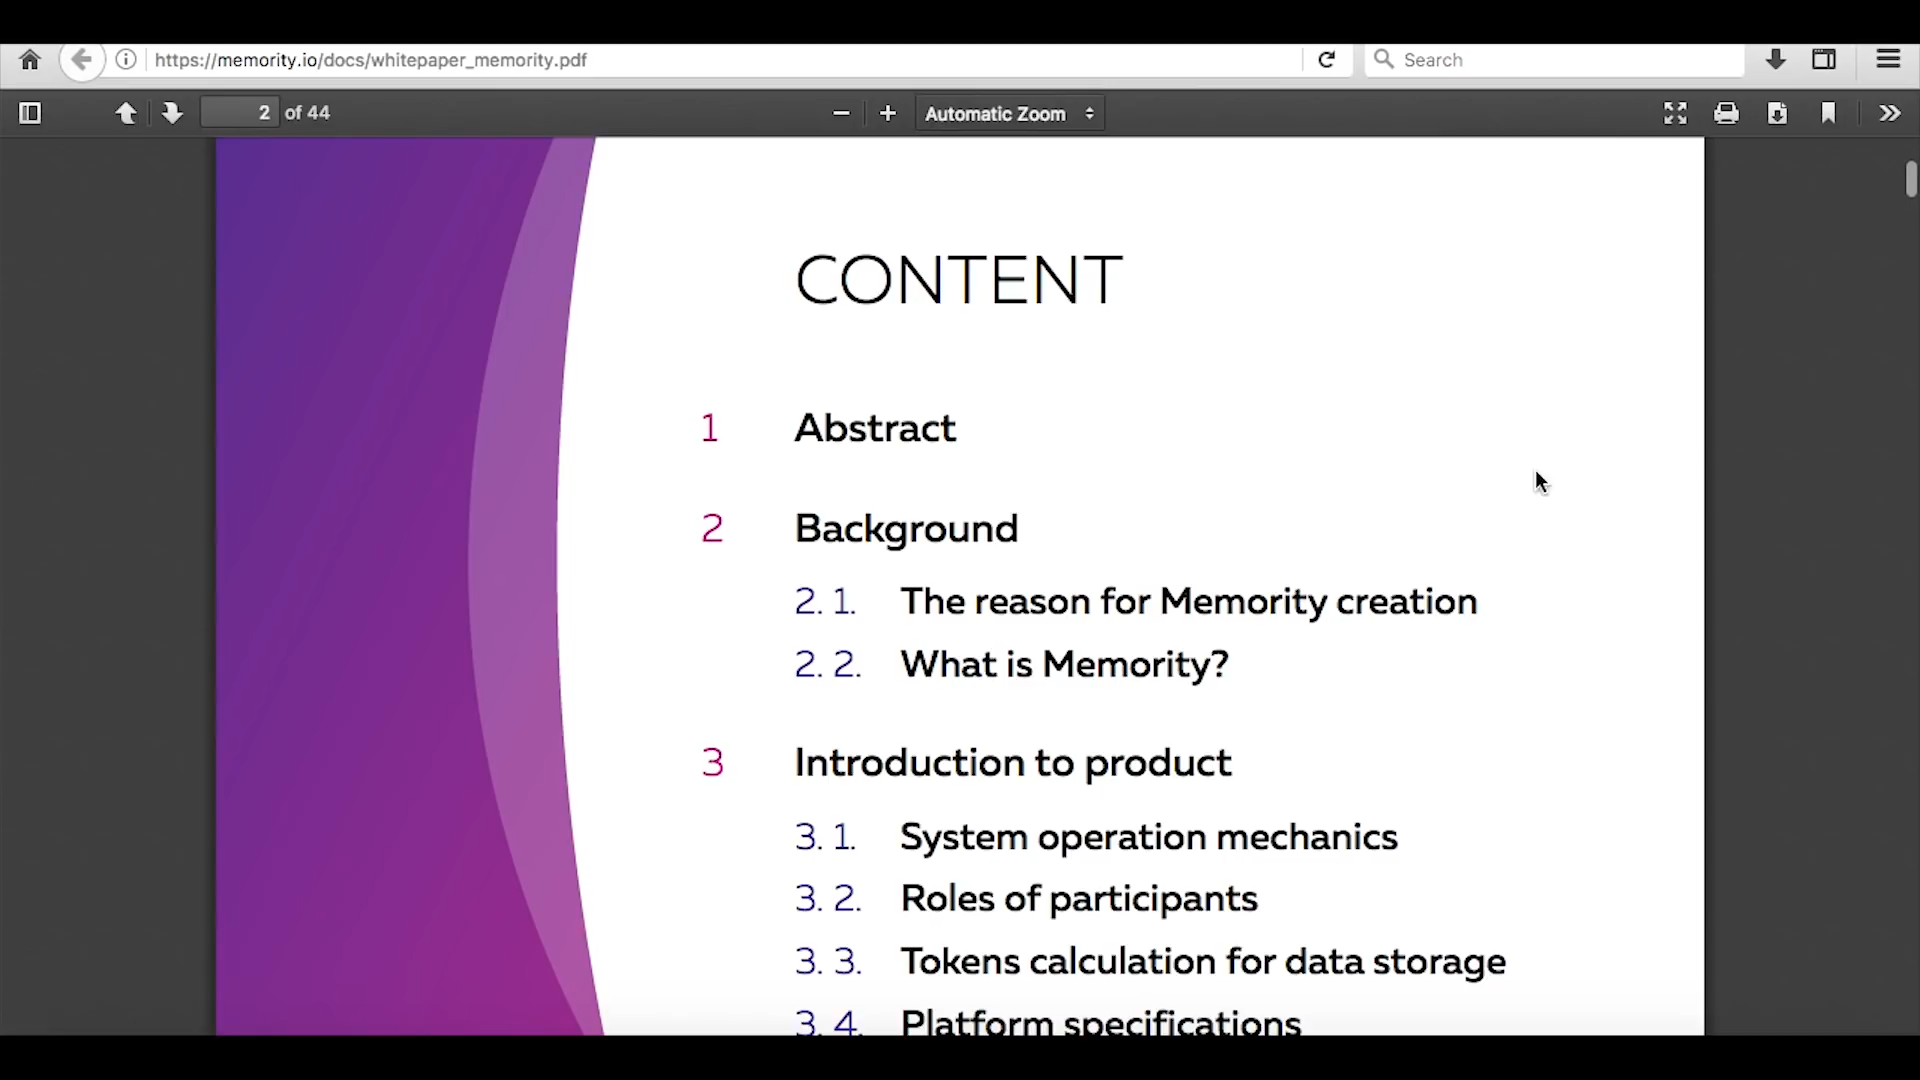 https://memority.io/docs/whitepaper_memority.pdf
Search
2 of 44
Automatic Zoom
CONTENT
1 Abstract
2 Background
2. 1. The reason for Memority creation
2. 2. What is Memority?
3 Introduction to product
3. 1. System operation mechanics
3. 2. Roles of participants
3. 3. Tokens calculation for data storage
3. 4. Platform specifications